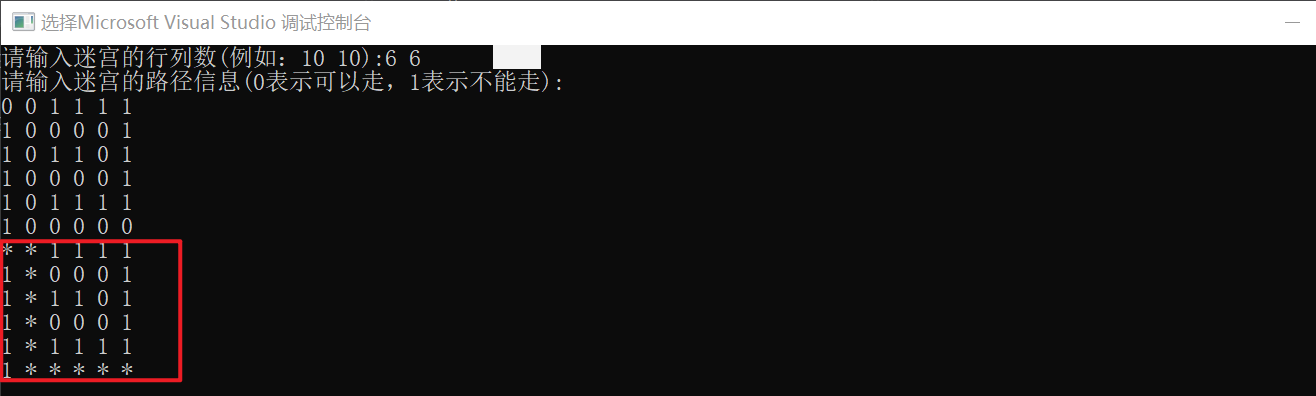 选择Microsoft Visual Studio 调试控制台
请输入迷宫的行列数(例如：10 10):6 6
请输入迷宫的路径信息(0表示可以走，1表示不能走):
0 0 1 1 1 1
1 0 0 0 0 1
1 0 1 1 0 1
1 0 0 0 0 1
1 0 1 1 1 1
1 0 0 0 0 0
* * 1 1 1 1
1 * 0 0 0 1
1 * 1 1 0 1
1 * 0 0 0 1
1 * 1 1 1 1
1 * * * * *